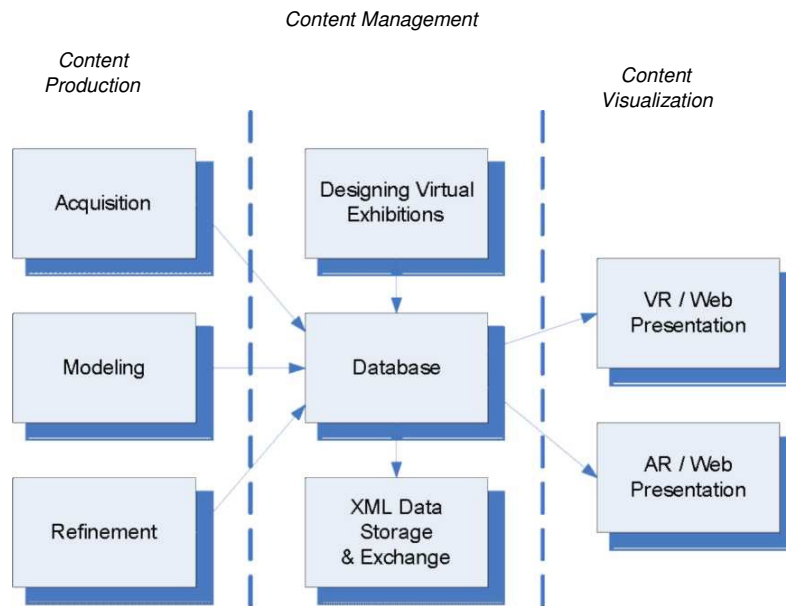 Content Management
Content
Production
Content
Visualization
Acquisition
Designing Virtual
Exhibitions
VR / Web
Presentation
Modeling
Database
AR / Web
Presentation
Refinement
XML Data
Storage
& Exchange